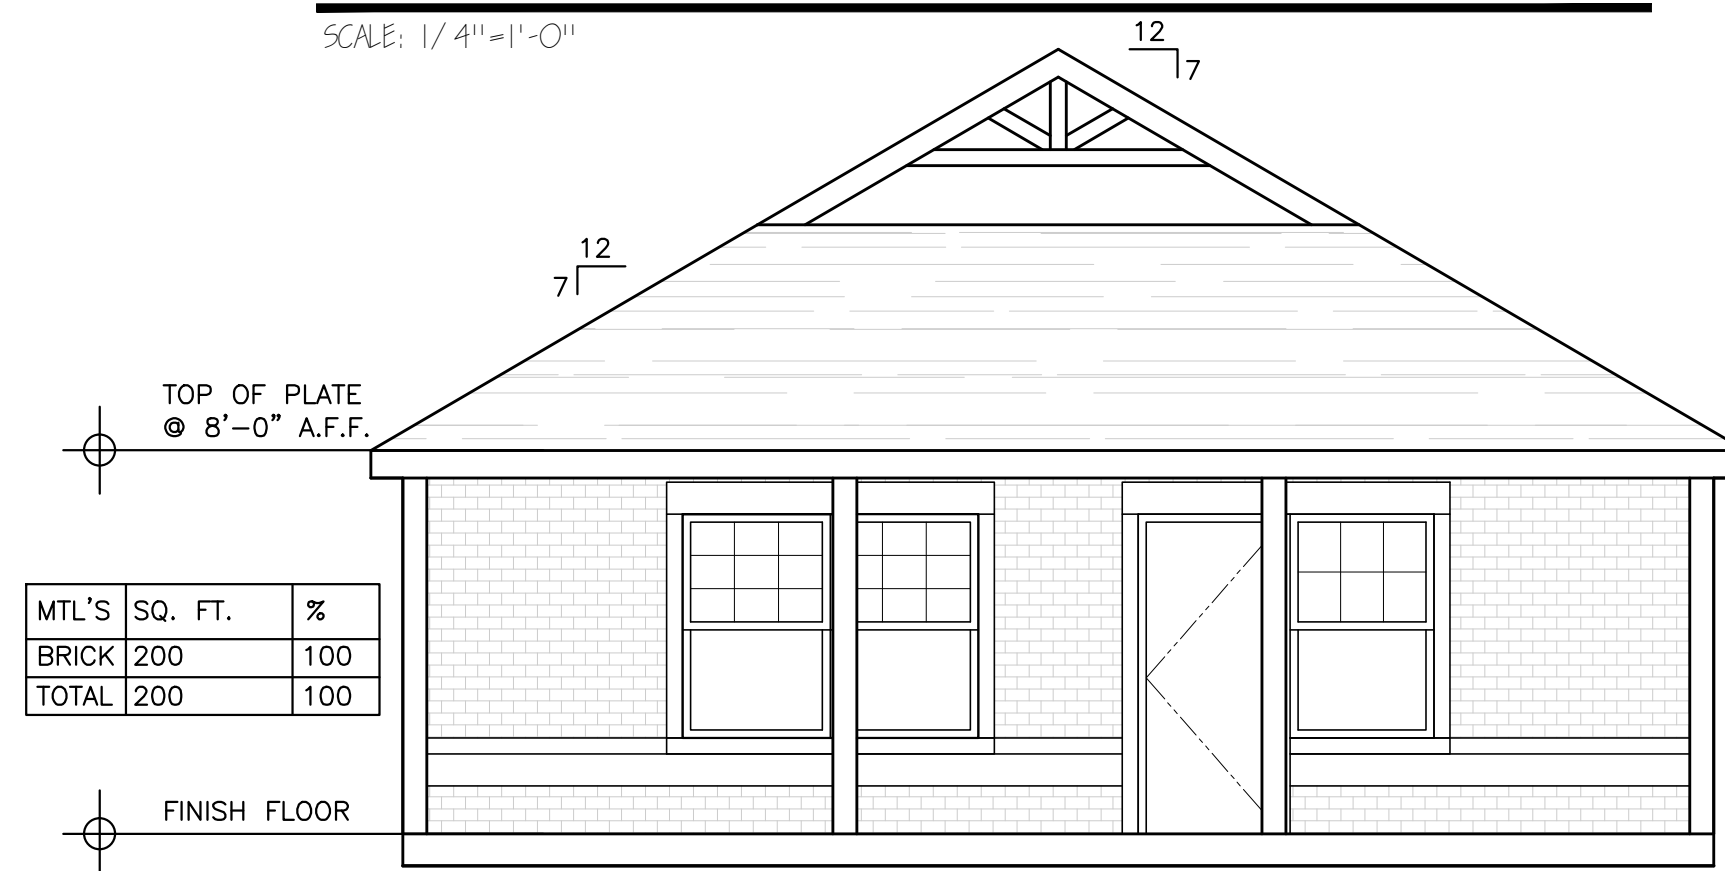 SCALE: 1/4"=1'-0"
12
7
12
7
TOP OF PLATE
@ 8'-0" A.F.F.
MTL'S SQ. FT. %
BRICK 200 100
TOTAL 200 100
FINISH FLOOR